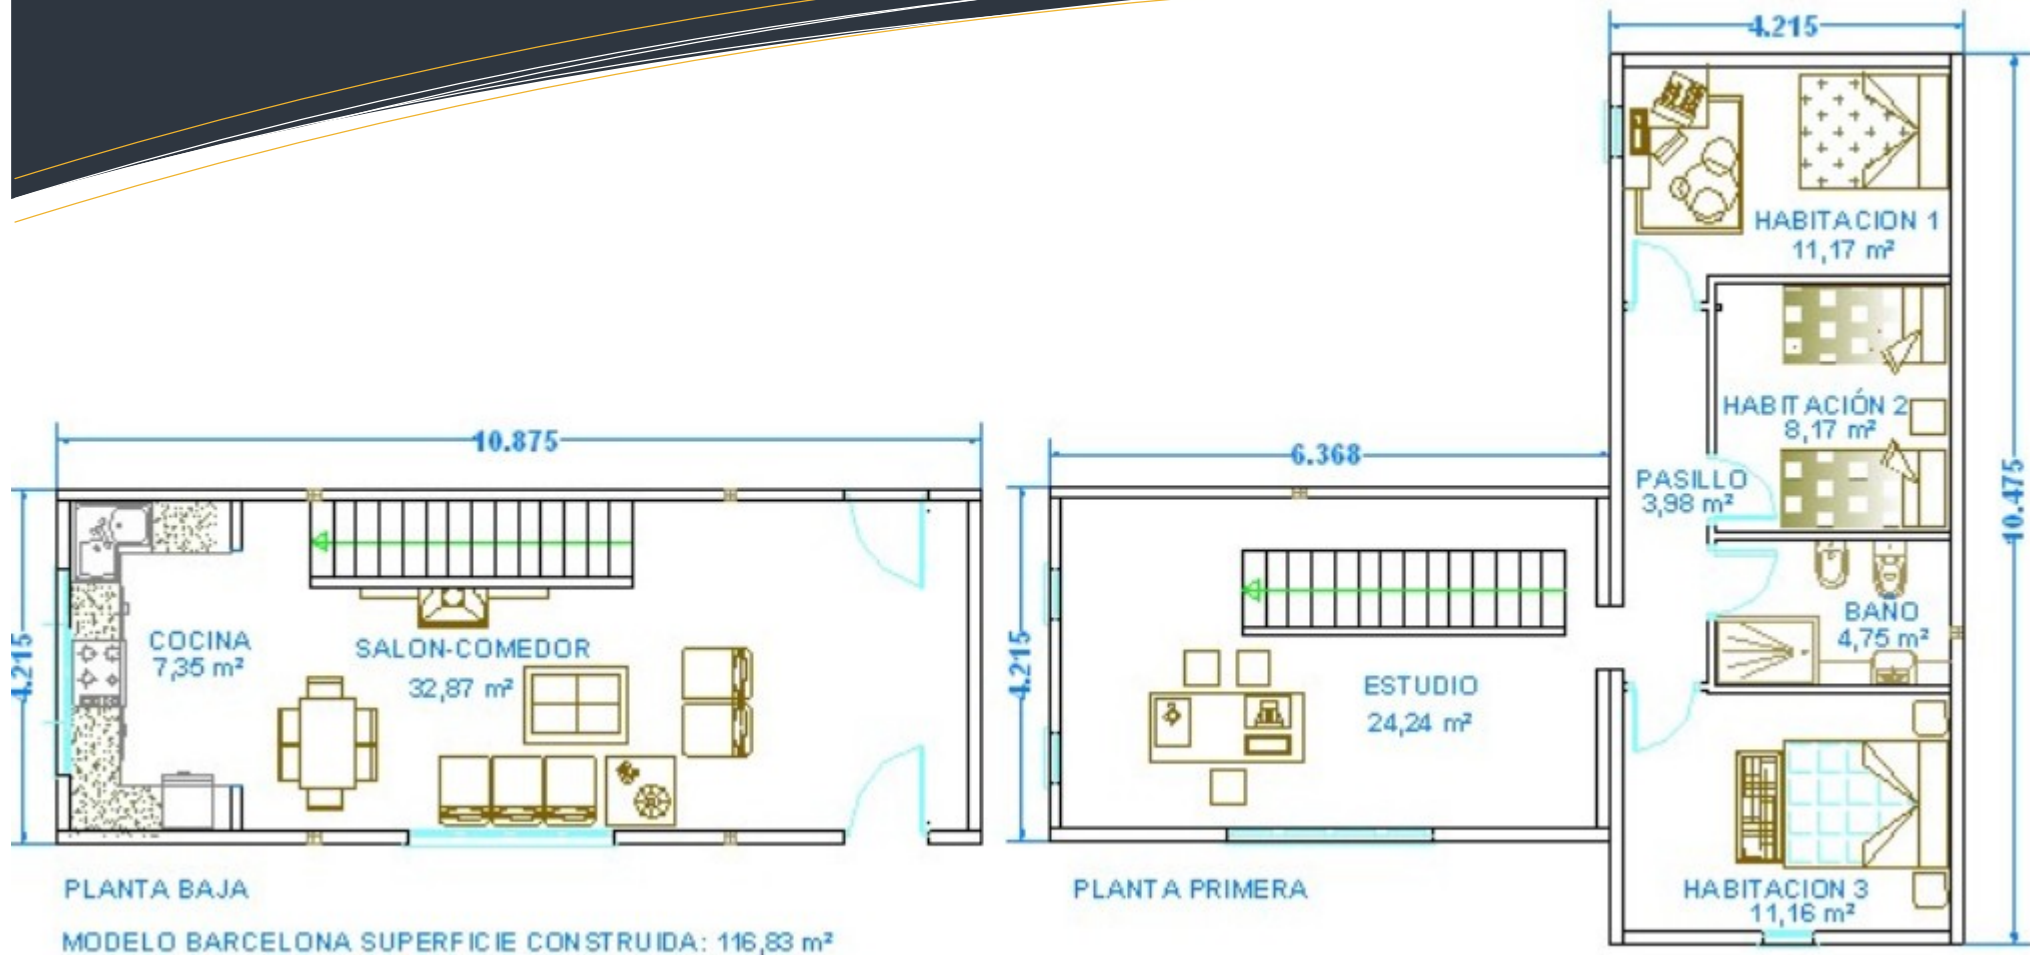 10.875
4.215
COCINA
7,35 m²
SALON-COMEDOR
32,87 m²
PLANTA BAJA
MODELO BARCELONA SUPERFICIE CONSTRUIDA: 116,83 m²
6.368
4.215
ESTUDIO
24,24 m²
PLANTA PRIMERA
4.215
10.475
HABITACION 1
11,17 m²
HABITACIÓN 2
8,17 m²
PASILLO
3,98 m²
BAÑO
4,75 m²
HABITACION 3
11,16 m²